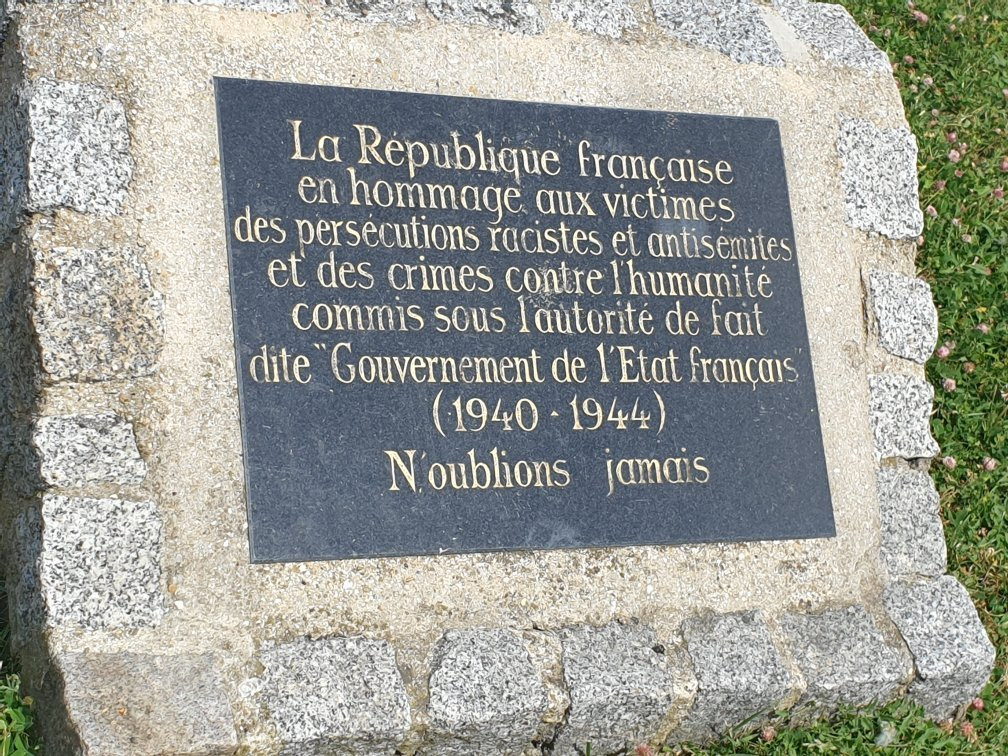 La République française
en hommage aux victimes
des persécutions racistes et antisémites
et des crimes contre l'humanité
commis sous l'autorité de fait
dite "Gouvernement de l'Etat français"
(1940 - 1944)
N'oublions jamais